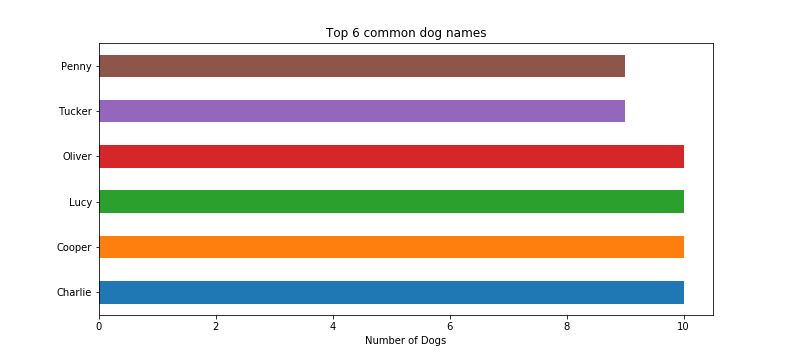 Top 6 common dog names
Penny
Tucker
Oliver
Lucy
Cooper
Charlie
0 2 4 6 8 10
Number of Dogs